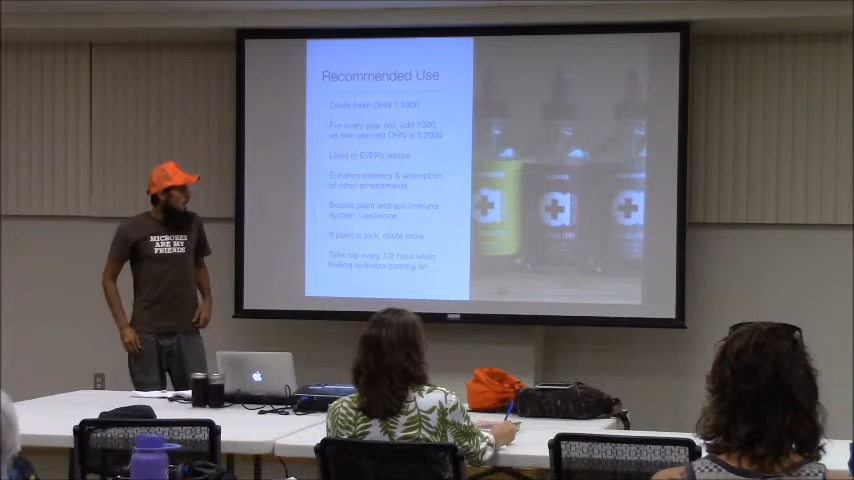 Recommended Use
Dilute fresh OHN 1:1000
For every year old, add 1000,
so two year old OHN is 1:2000
Used in EVERY recipe
Enhance potency & absorption
of other amendments
Boosts plant and soil immune
system / resilience
If plant is sick, dilute more
Take nip every 1/2 hour when
feeling sickness coming on
MICROBES
ARE MY
FRIENDS